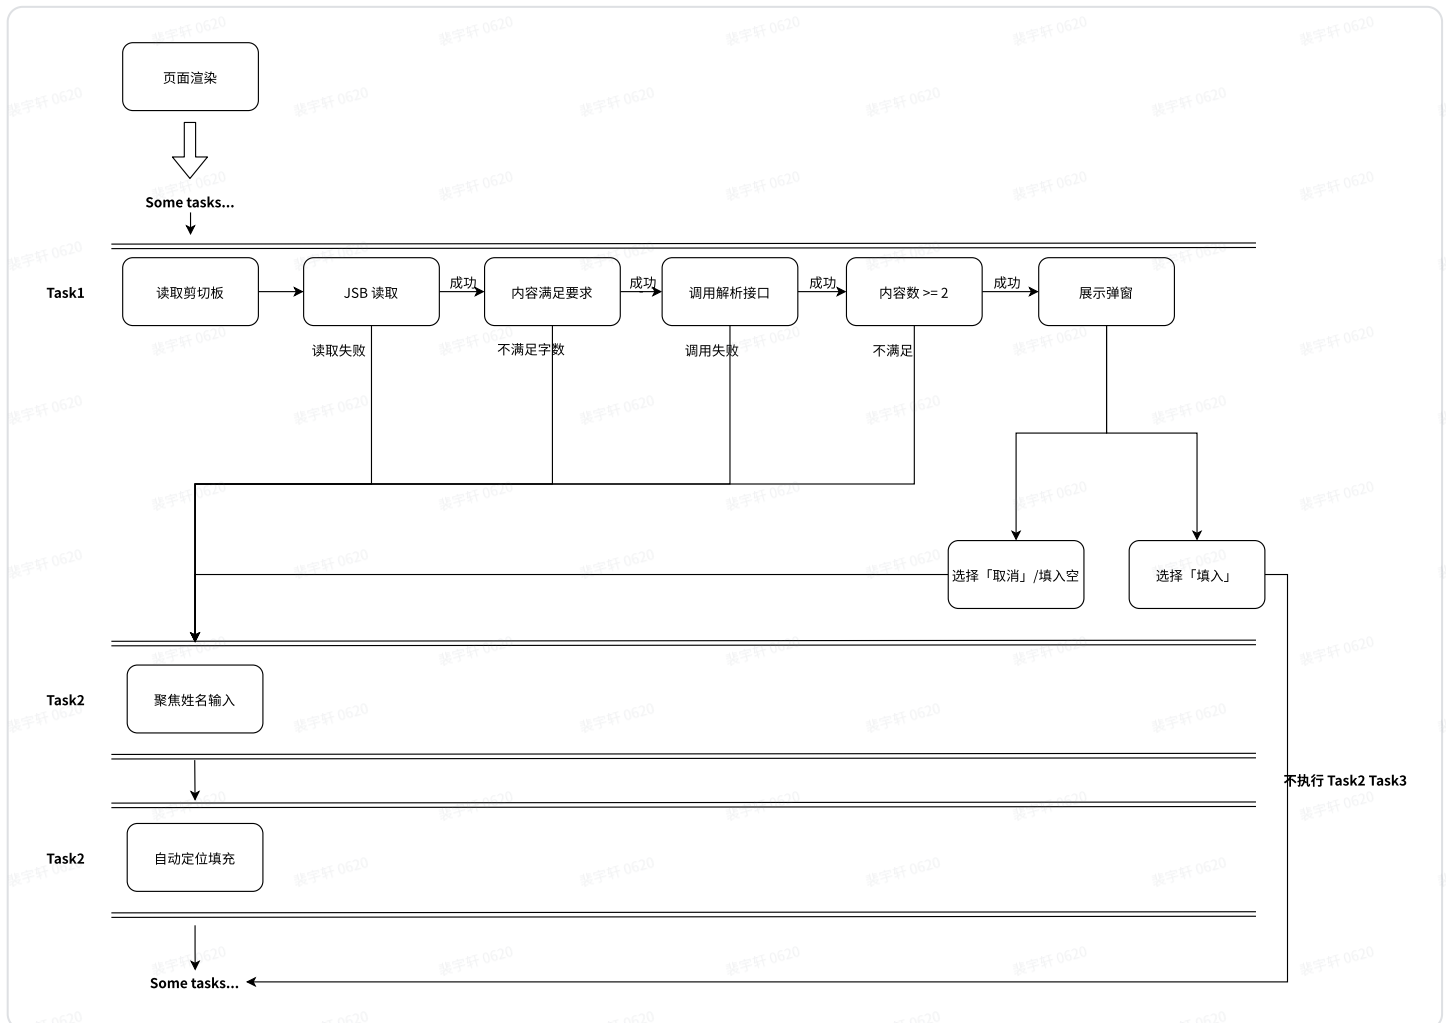 页面渲染
Some tasks...
Task1
读取剪切板
JSB 读取
成功
内容满足要求
成功
调用解析接口
成功
内容数 >= 2
成功
展示弹窗
读取失败
不满足字数
调用失败
不满足
选择「取消」/填入空
选择「填入」
Task2
聚焦姓名输入
不执行 Task2 Task3
Task2
自动定位填充
Some tasks...